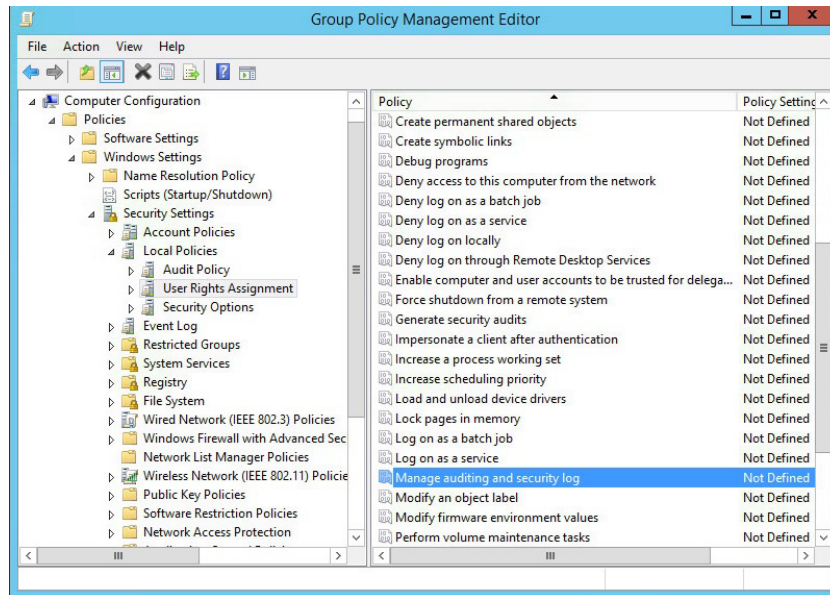 Group Policy Management Editor
File Action View Help
Computer Configuration
Policies
Software Settings
Windows Settings
Name Resolution Policy
Scripts (Startup/Shutdown)
Security Settings
Account Policies
Local Policies
Audit Policy
User Rights Assignment
Security Options
Event Log
Restricted Groups
System Services
Registry
File System
Wired Network (IEEE 802.3) Policies
Windows Firewall with Advanced Sec
Network List Manager Policies
Wireless Network (IEEE 802.11) Policie
Public Key Policies
Software Restriction Policies
Network Access Protection
Policy Policy Setting
Create permanent shared objects Not Defined
Create symbolic links Not Defined
Debug programs Not Defined
Deny access to this computer from the network Not Defined
Deny log on as a batch job Not Defined
Deny log on as a service Not Defined
Deny log on locally Not Defined
Deny log on through Remote Desktop Services Not Defined
Enable computer and user accounts to be trusted for delega... Not Defined
Force shutdown from a remote system Not Defined
Generate security audits Not Defined
Impersonate a client after authentication Not Defined
Increase a process working set Not Defined
Increase scheduling priority Not Defined
Load and unload device drivers Not Defined
Lock pages in memory Not Defined
Log on as a batch job Not Defined
Log on as a service Not Defined
Manage auditing and security log Not Defined
Modify an object label Not Defined
Modify firmware environment values Not Defined
Perform volume maintenance tasks Not Defined